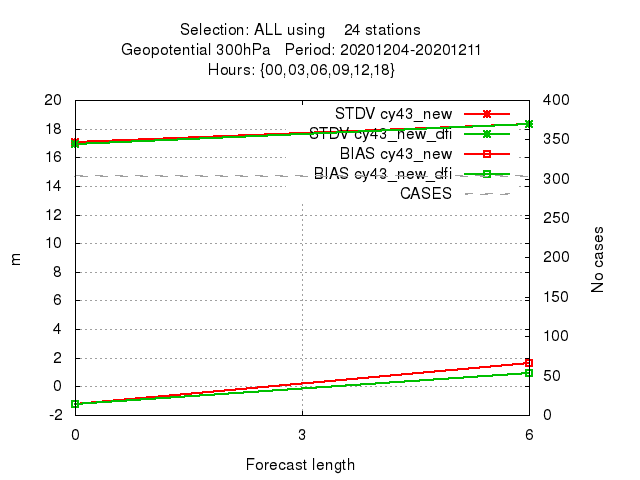 Selection: ALL using    24 stations
Geopotential 300hPa   Period: 20201204-20201211
Hours: {00,03,06,09,12,18}
20 400
STDV cy43_new
18
STDV cy43_new_dfi
350
16
BIAS cy43_new
BIAS cy43_new_dfi
300
14
CASES
12 250
10
200
8
6 150
4
100
2
50
0
-2 0
m
No cases
0 3 6
Forecast length